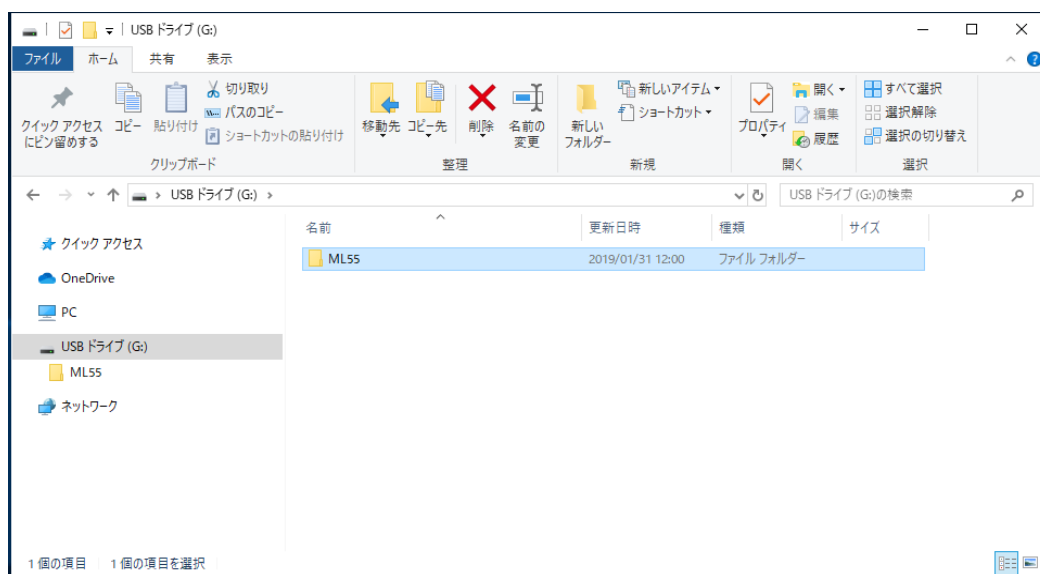 USB ドライブ (G:)
ファイル ホーム 共有 表示
クイック アクセス
にピン留めする
コピー
貼り付け
切り取り
パスのコピー
ショートカットの貼り付け
クリップボード
移動先
コピー先
削除
名前の
変更
整理
新しい
フォルダー
新しいアイテム
ショートカット
新規
プロパティ
開く
編集
履歴
開く
すべて選択
選択解除
選択の切り替え
選択
USB ドライブ (G:)
USB ドライブ (G:)の検索
名前 更新日時 種類 サイズ
ML55 2019/01/31 12:00 ファイル フォルダー
クイック アクセス
OneDrive
PC
USB ドライブ (G:)
ML55
ネットワーク
1 個の項目 1 個の項目を選択